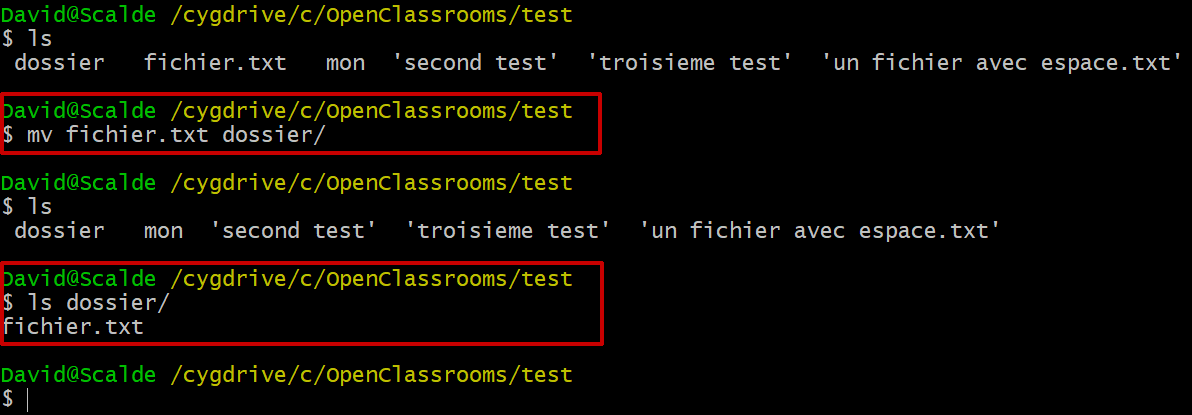 David@Scalde /cygdrive/c/OpenClassrooms/test
$ ls
dossier fichier.txt mon 'second test' 'troisieme test' 'un fichier avec espace.txt'
David@Scalde /cygdrive/c/OpenClassrooms/test
$ mv fichier.txt dossier/
David@Scalde /cygdrive/c/OpenClassrooms/test
$ ls
dossier mon 'second test' 'troisieme test' 'un fichier avec espace.txt'
David@Scalde /cygdrive/c/OpenClassrooms/test
$ ls dossier/
fichier.txt
David@Scalde /cygdrive/c/OpenClassrooms/test
$